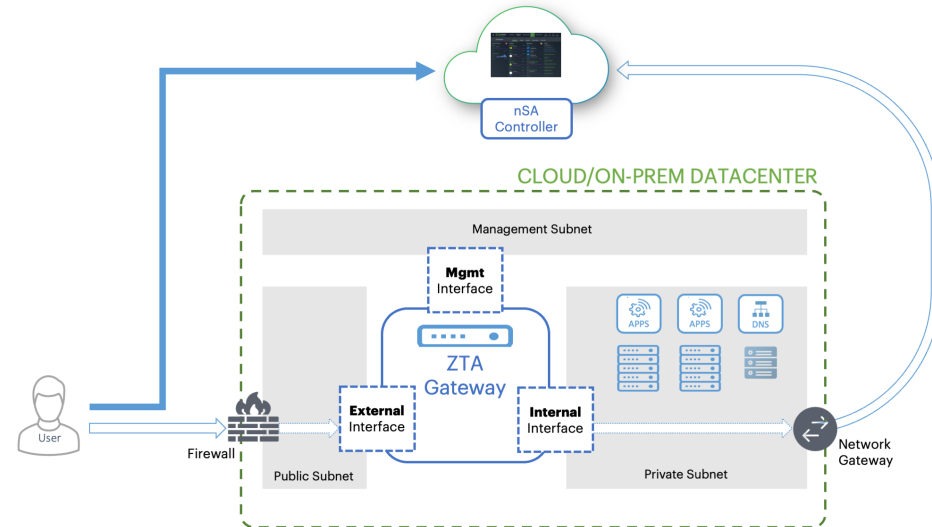 nSA
Controller
CLOUD/ON-PREM DATACENTER
Management Subnet
Mgmt
Interface
APPS
APPS
DNS
ZTA
Gateway
External
Interface
Internal
Interface
User
Firewall
Public Subnet
Private Subnet
Network
Gateway